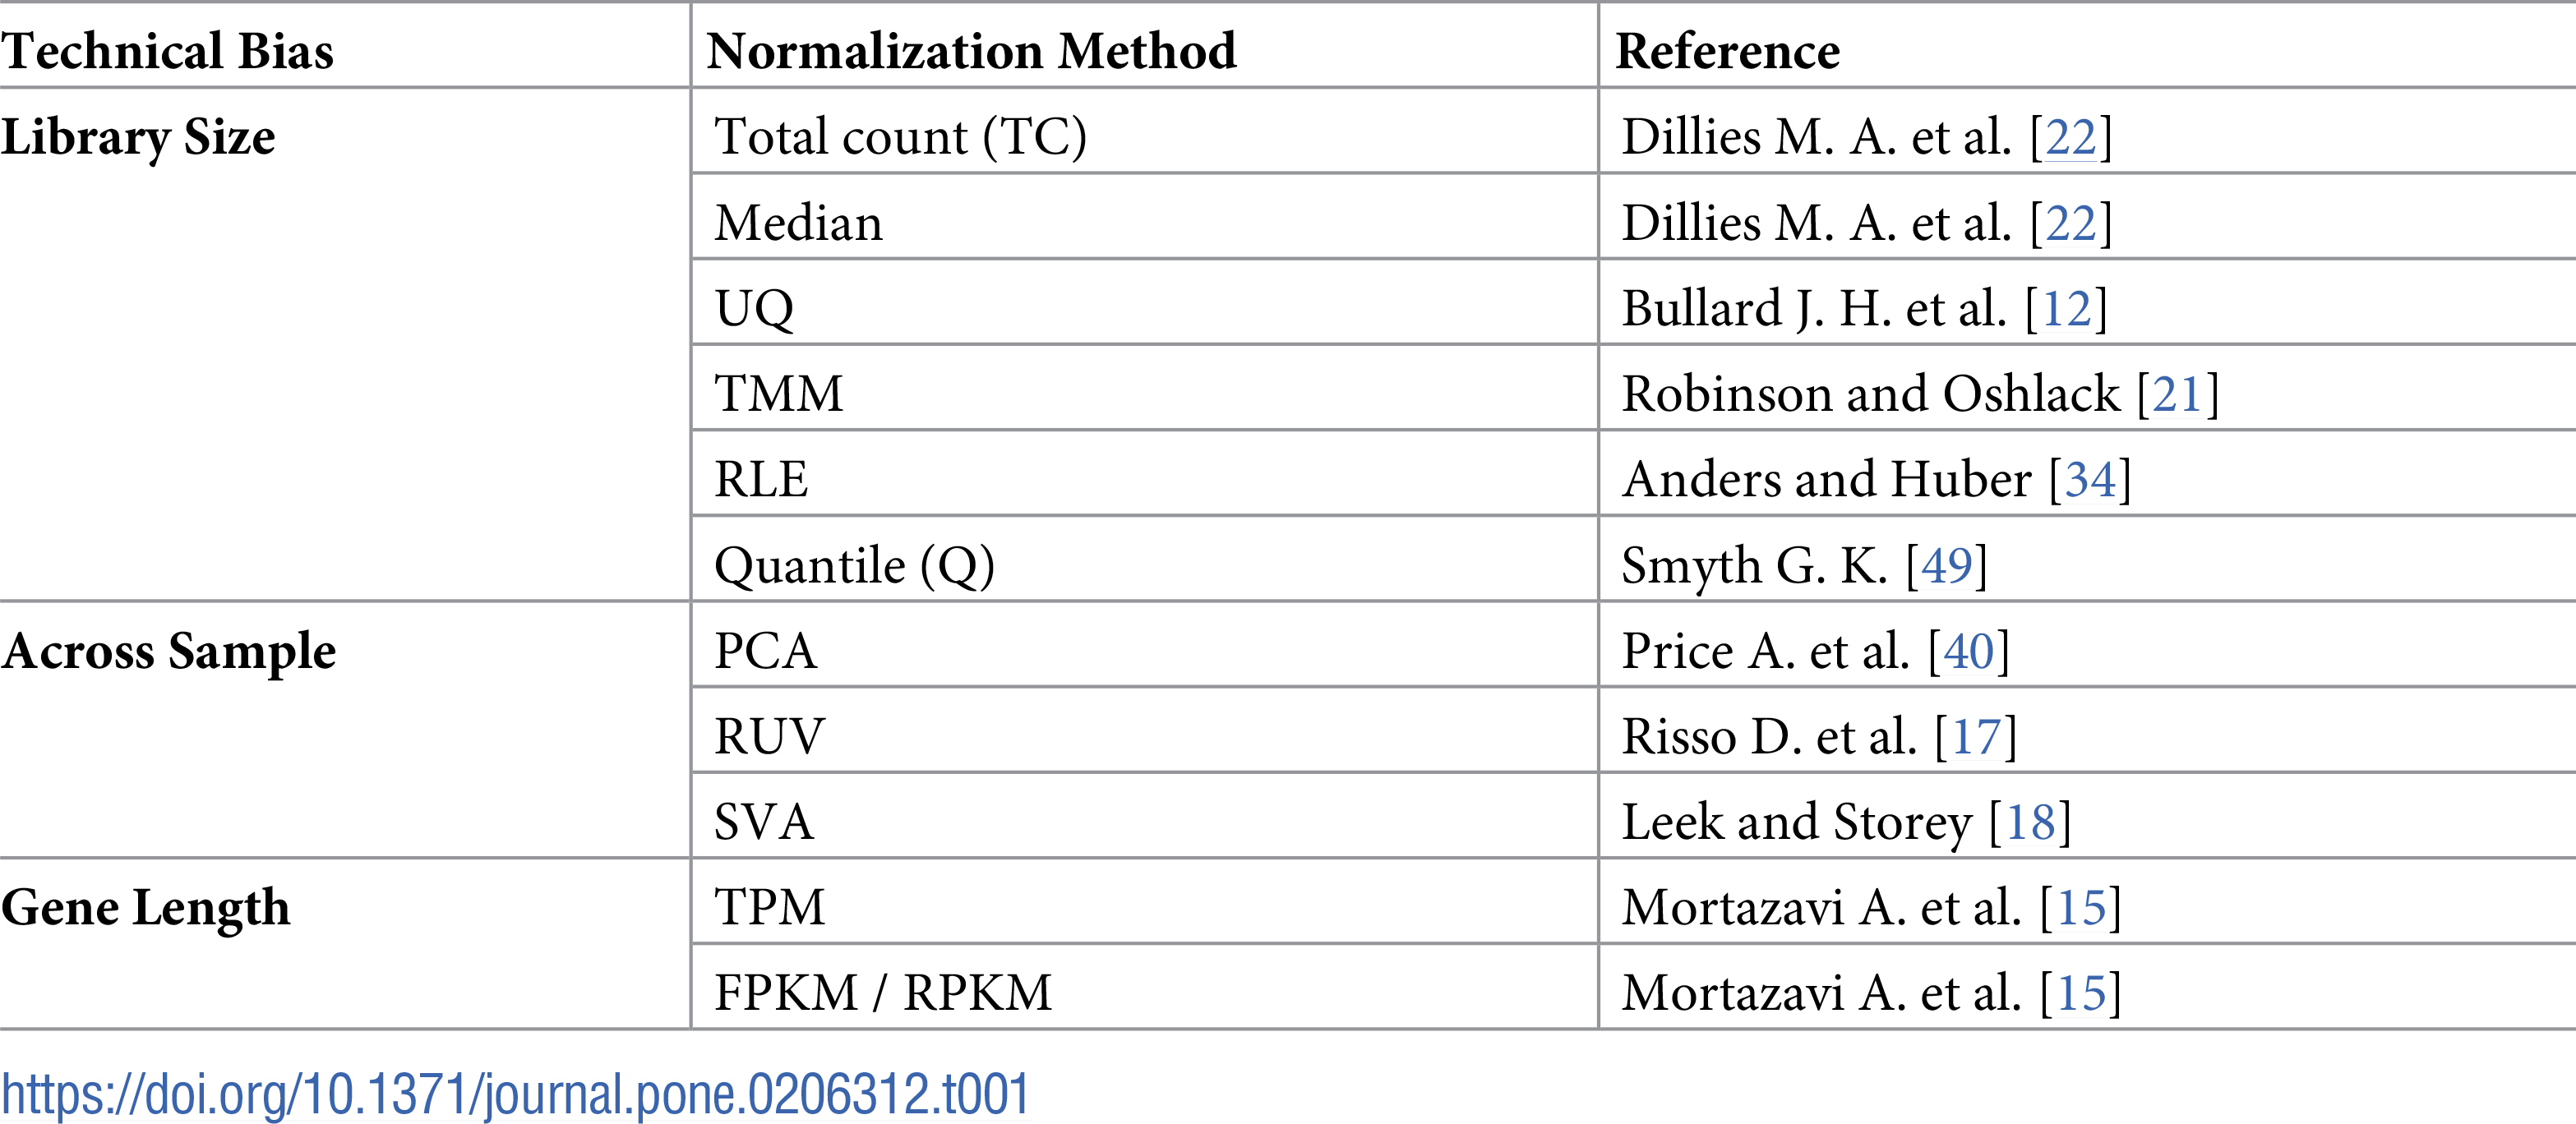 Technical Bias Normalization Method Reference
Library Size Total count (TC) Dillies M. A. et al. [22]
Median Dillies M. A. et al. [22]
UQ Bullard J. H. et al. [12]
TMM Robinson and Oshlack [21]
RLE Anders and Huber [34]
Quantile (Q) Smyth G. K. [49]
Across Sample PCA Price A. et al. [40]
RUV Risso D. et al. [17]
SVA Leek and Storey [18]
Gene Length TPM Mortazavi A. et al. [15]
FPKM / RPKM Mortazavi A. et al. [15]
https://doi.org/10.1371/journal.pone.0206312.t001